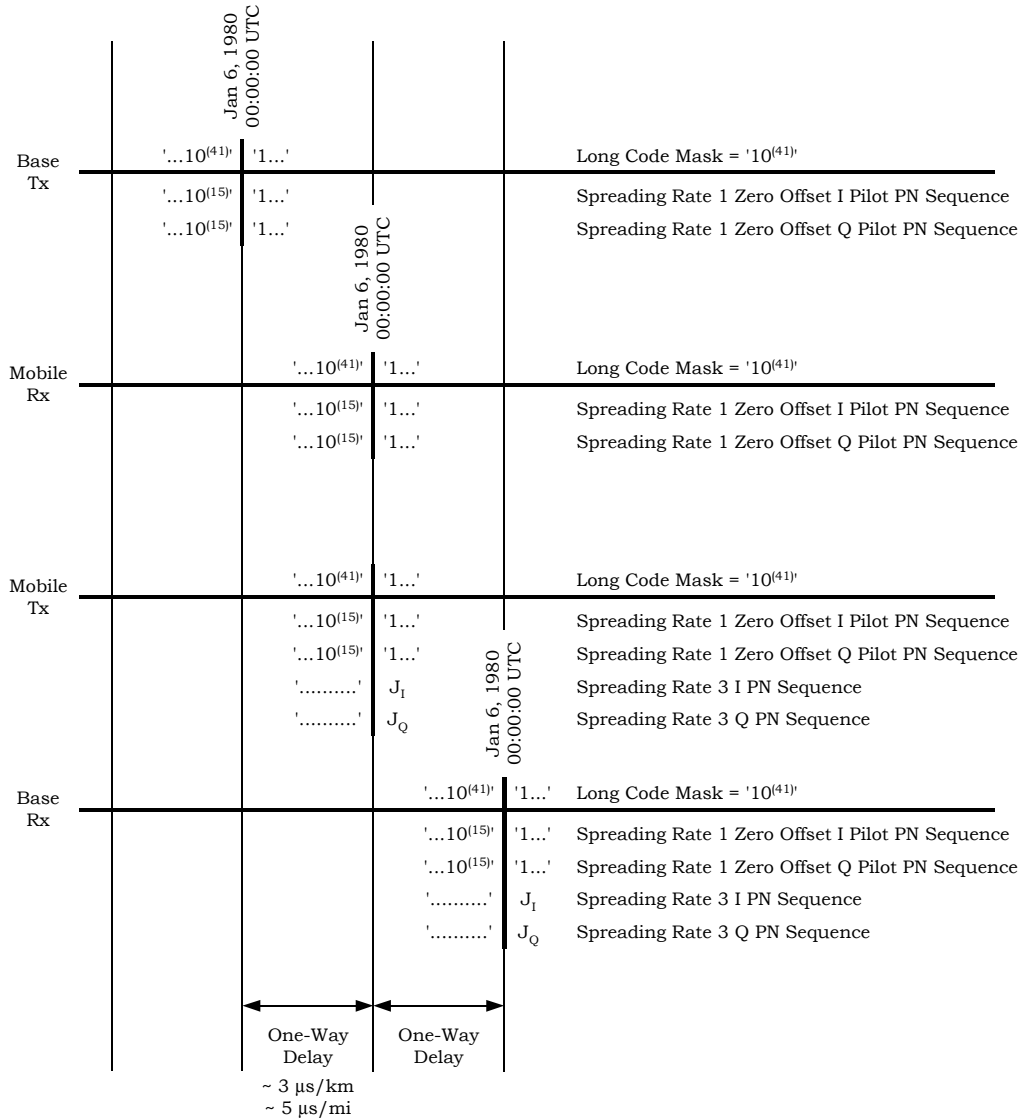 Jan 6, 1980
00:00:00 UTC
Base
Tx
'...10(41)' '1...' Long Code Mask = '10(41)'
'...10(15)' '1...' Spreading Rate 1 Zero Offset I Pilot PN Sequence
'...10(15)' '1...' Spreading Rate 1 Zero Offset Q Pilot PN Sequence
Jan 6, 1980
00:00:00 UTC
Mobile
Rx
'...10(41)' '1...' Long Code Mask = '10(41)'
'...10(15)' '1...' Spreading Rate 1 Zero Offset I Pilot PN Sequence
'...10(15)' '1...' Spreading Rate 1 Zero Offset Q Pilot PN Sequence
Mobile
Tx
'...10(41)' '1...' Long Code Mask = '10(41)'
'...10(15)' '1...' Spreading Rate 1 Zero Offset I Pilot PN Sequence
'...10(15)' '1...' Spreading Rate 1 Zero Offset Q Pilot PN Sequence
'..........' JI Spreading Rate 3 I PN Sequence
'..........' JQ Spreading Rate 3 Q PN Sequence
Jan 6, 1980
00:00:00 UTC
Base
Rx
'...10(41)' '1...' Long Code Mask = '10(41)'
'...10(15)' '1...' Spreading Rate 1 Zero Offset I Pilot PN Sequence
'...10(15)' '1...' Spreading Rate 1 Zero Offset Q Pilot PN Sequence
'..........' JI Spreading Rate 3 I PN Sequence
'..........' JQ Spreading Rate 3 Q PN Sequence
One-Way
Delay
~ 3 µs/km
~ 5 µs/mi
One-Way
Delay